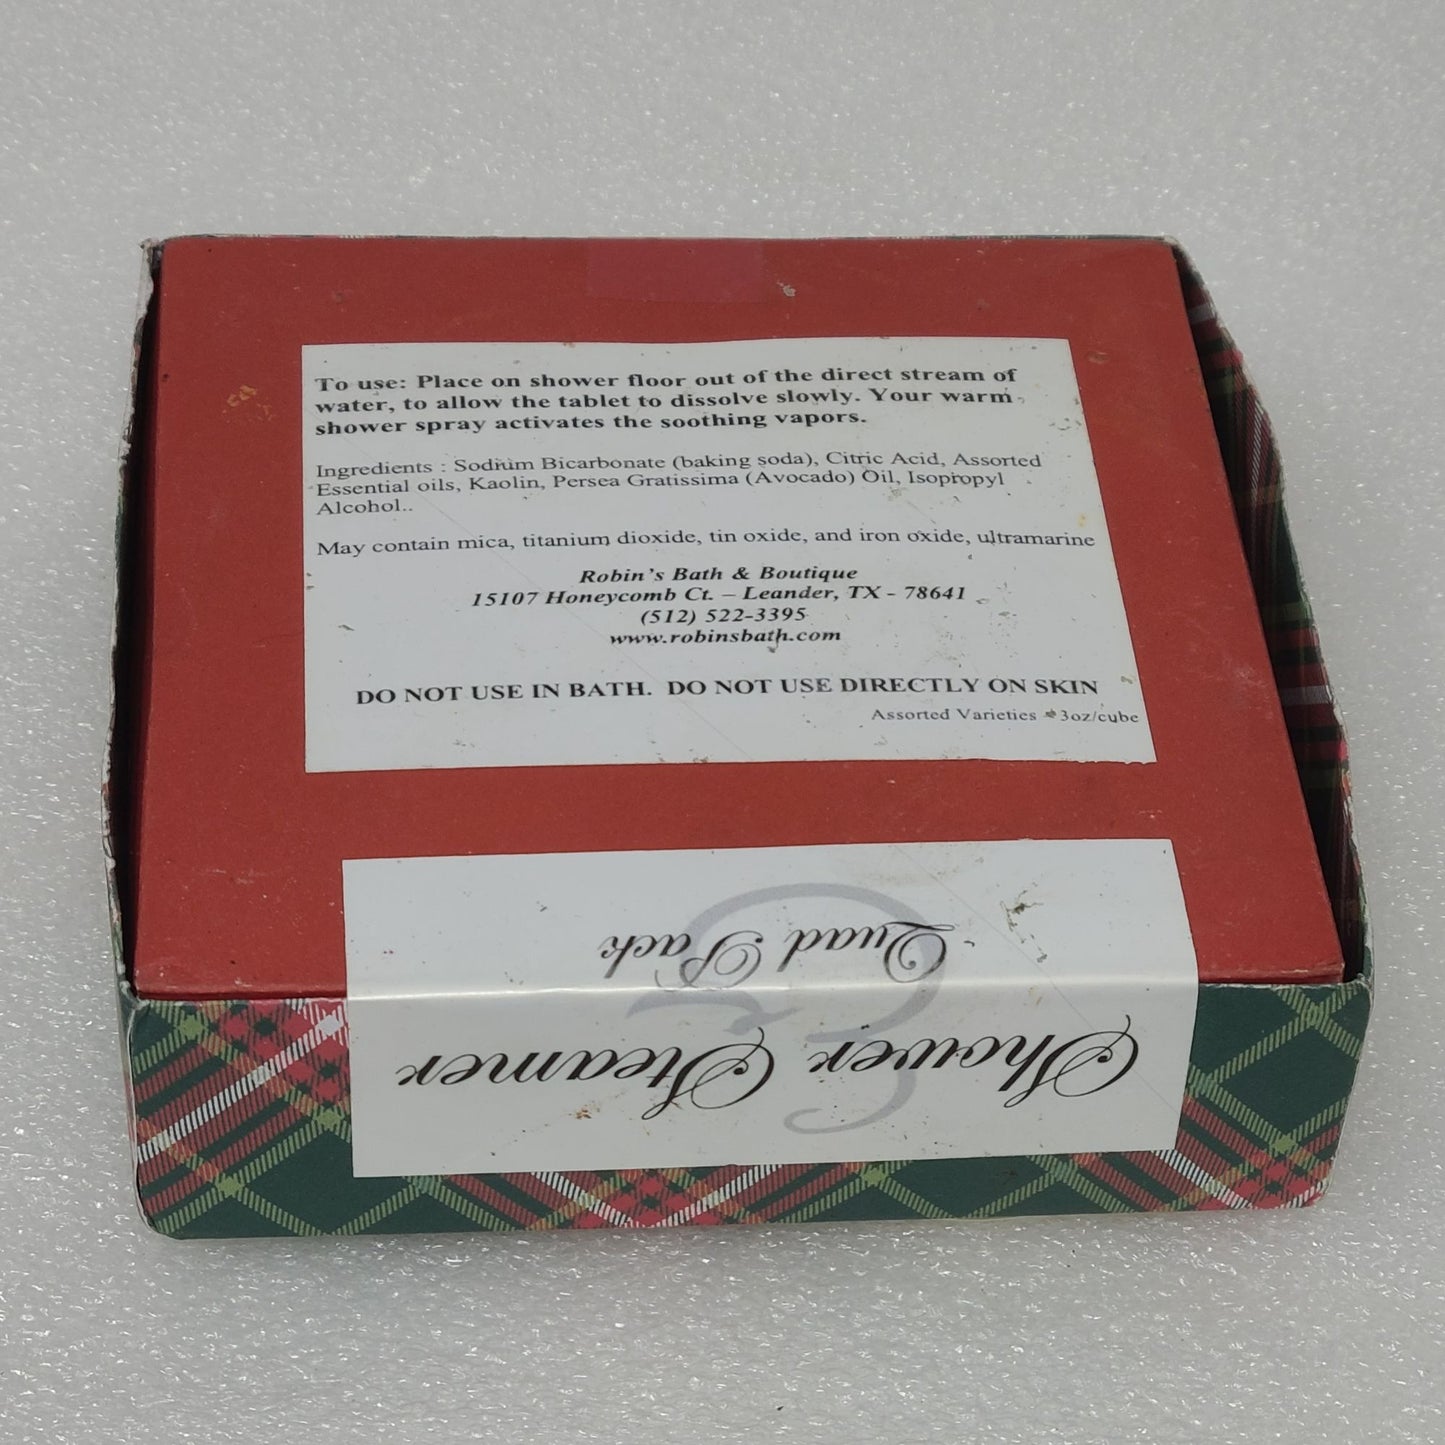 To use: Place on shower floor out of the direct stream of
water, to allow the tablet to dissolve slowly. Your warm
shower spray activates the soothing vapors.
Ingredients : Sodium Bicarbonate (baking soda), Citric Acid, Assorted
Essential oils, Kaolin, Persea Gratissima (Avocado) Oil, Isopropyl
Alcohol..
May contain mica, titanium dioxide, tin oxide, and iron oxide, ultramarine
Robin's Bath & Boutique
15107 Honeycomb Ct. – Leander, TX - 78641
(512) 522-3395
www.robinsbath.com
DO NOT USE IN BATH. DO NOT USE DIRECTLY ON SKIN
Assorted Varieties - 3oz/cube
Shower Steamer
Quad Pack